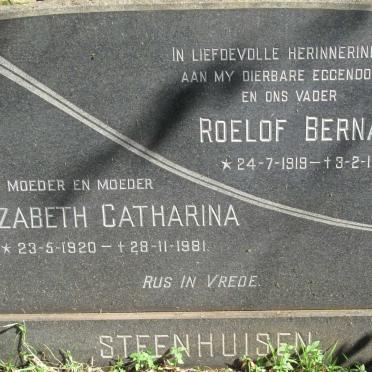 IN LIEFDEVOLLE HERINNERIN
AAN MY DIERBARE EGGENOO
EN ONS VADER
ROELOF BERNA
* 24-7-1919—†3-2-1
MOEDER EN MOEDER
ZABETH CATHARINA
* 23-5-1920—†28-11-1981.
RUS IN VREDE.
STEENHUISEN